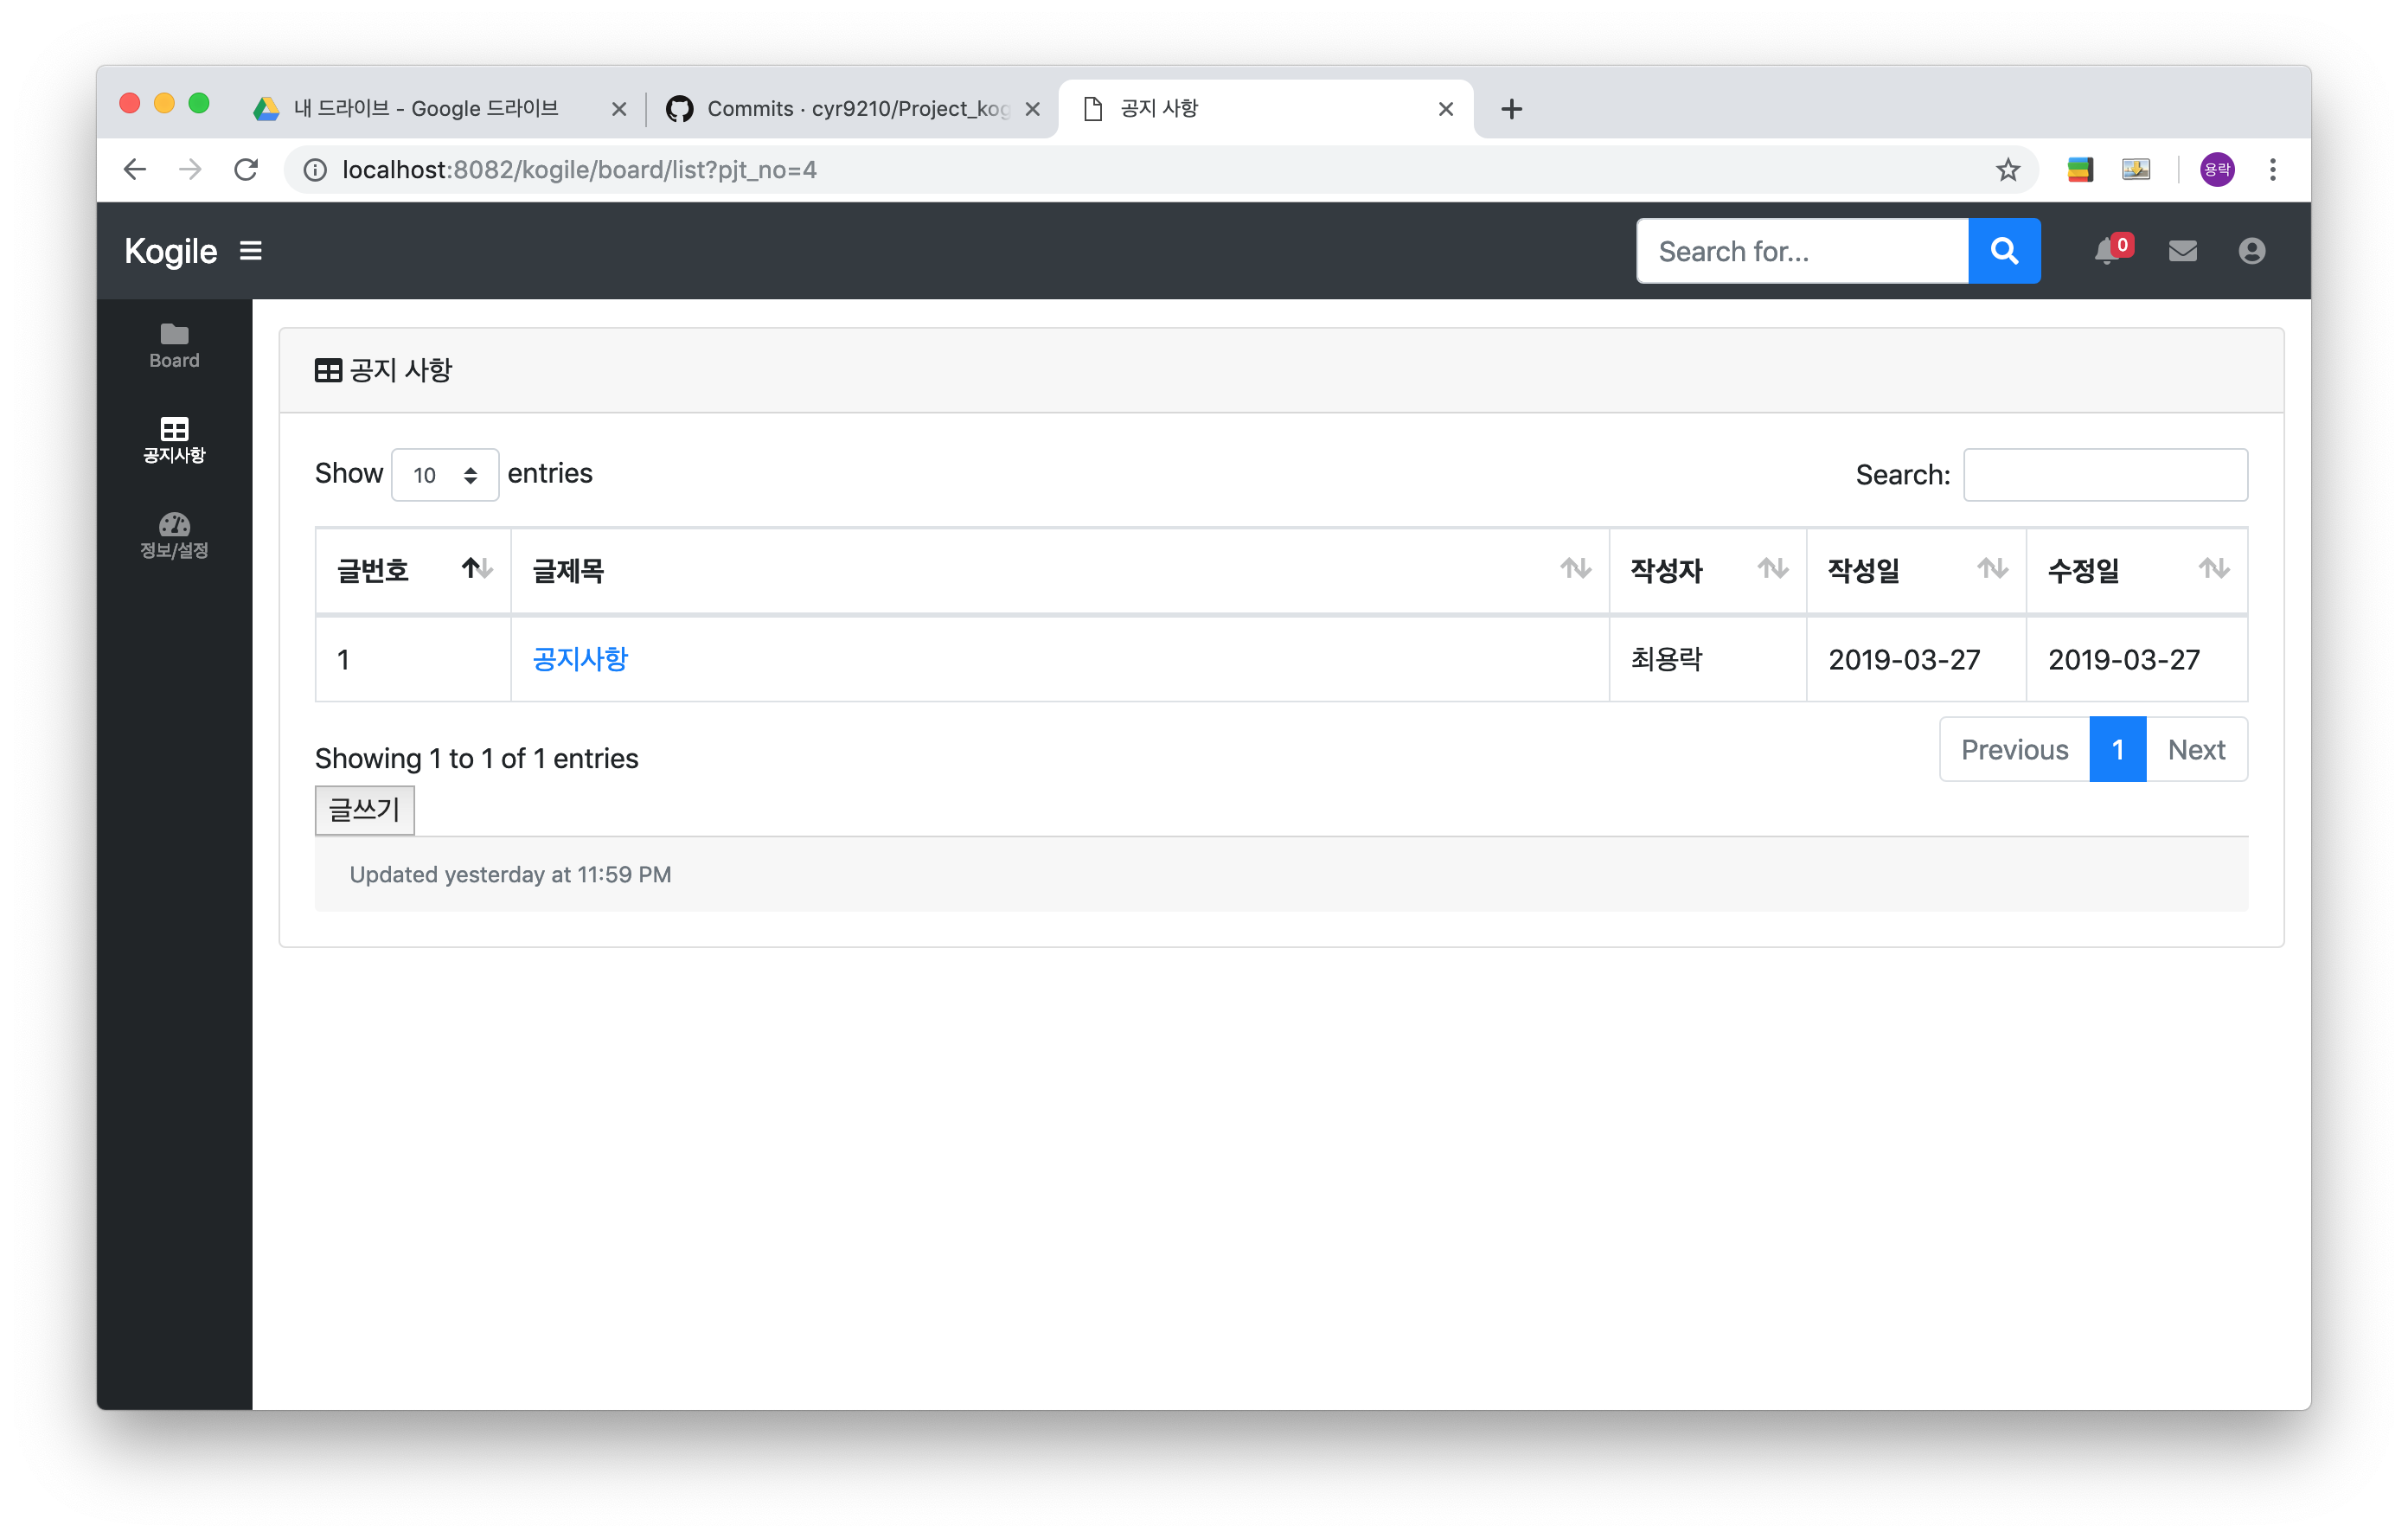 내 드라이브 - Google 드라이브
Commits · cyr9210/Project_kog
공지 사항
localhost:8082/kogile/board/list?pjt_no=4
용락
Kogile
Search for...
0
Board
공지사항
정보/설정
공지 사항
Show 10 entries
Search:
글번호 글제목 작성자 작성일 수정일
1 공지사항 최용락 2019-03-27 2019-03-27
Showing 1 to 1 of 1 entries
Previous 1 Next
글쓰기
Updated yesterday at 11:59 PM